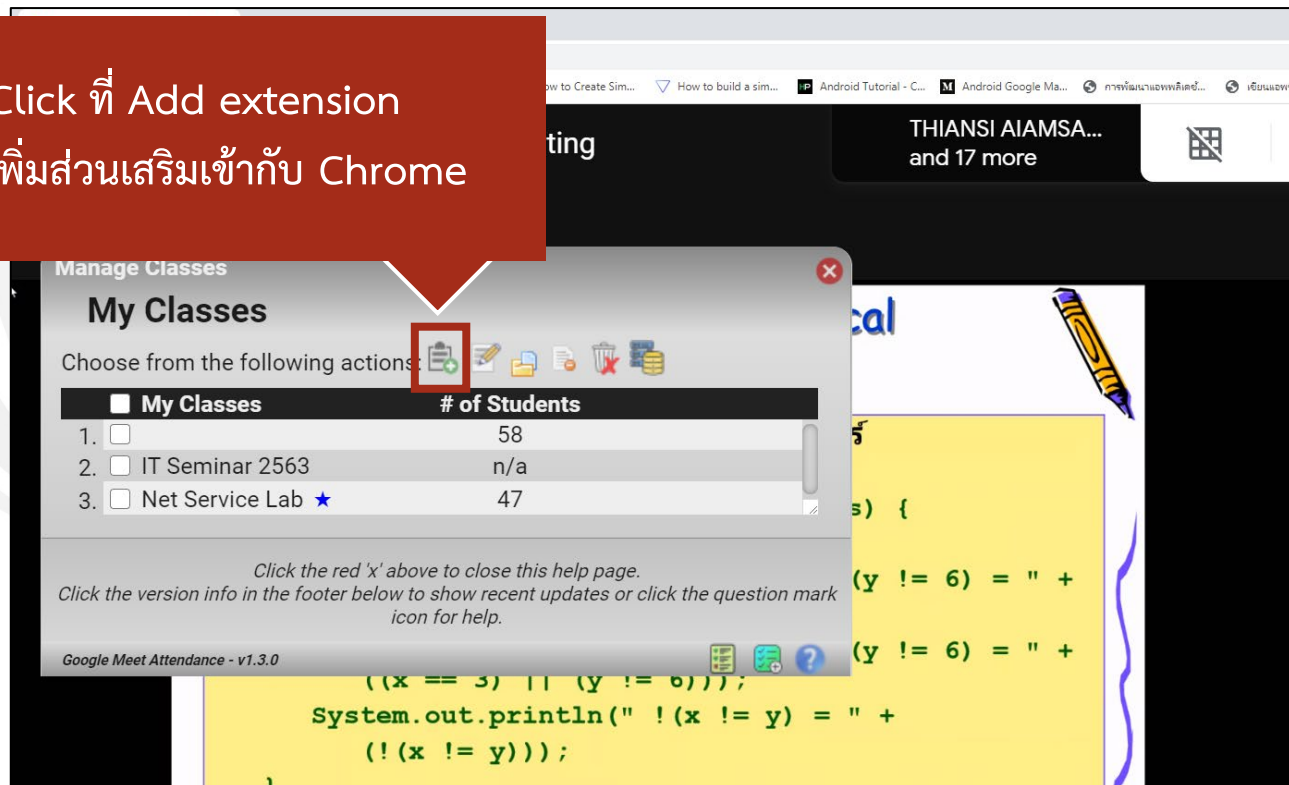 Click ที่ Add extension
เพิ่มส่วนเสริมเข้ากับ Chrome
ow to Create Sim...
How to build a sim...
HP Android Tutorial - C...
M Android Google Ma...
การพัฒนาแอพพลิเคชั่...
เขียนแอพ
ting
THIANSI AIAMSA...
and 17 more
Manage Classes
My Classes
Choose from the following actions:
My Classes # of Students
1. 58
2. IT Seminar 2563 n/a
3. Net Service Lab ★ 47
Click the red 'x' above to close this help page.
Click the version info in the footer below to show recent updates or click the question mark
icon for help.
Google Meet Attendance - v1.3.0
cal
ร์
s) {
(y != 6) = " +
(y != 6) = " +
((x == 3) || (y != 6)));
System.out.println(" !(x != y) = " +
(!(x != y)));
}